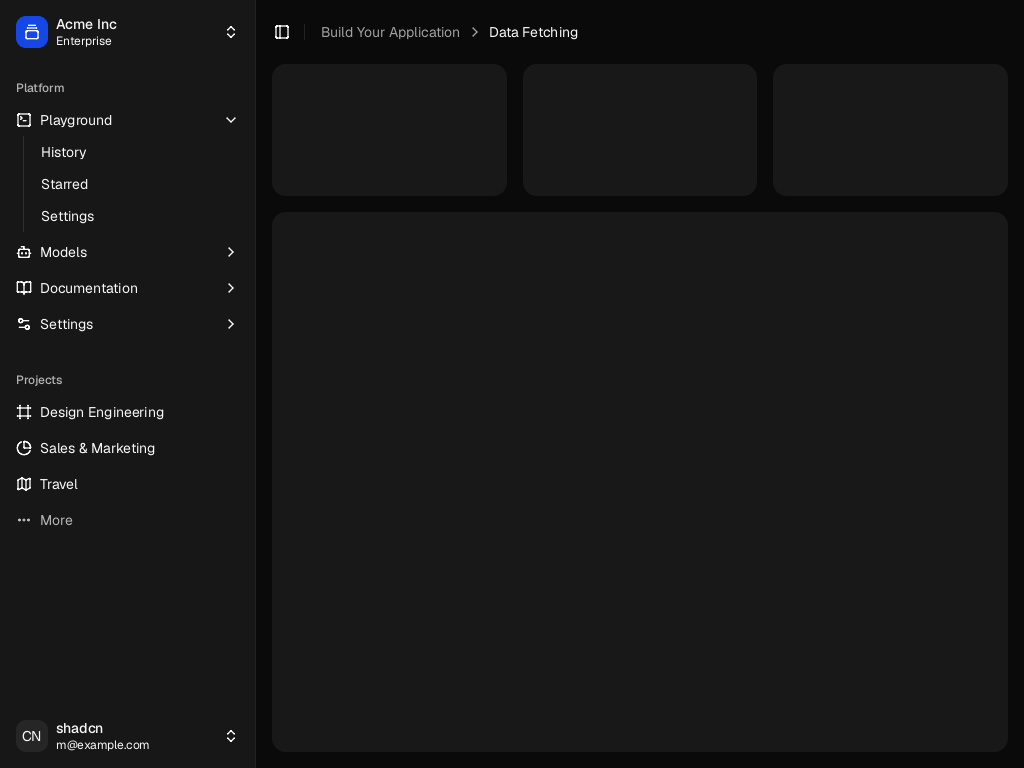 Acme Inc
Enterprise
Platform
Playground
History
Starred
Settings
Models
Documentation
Settings
Projects
Design Engineering
Sales & Marketing
Travel
More
CN
shadcn
m@example.com
Build Your Application
Data Fetching